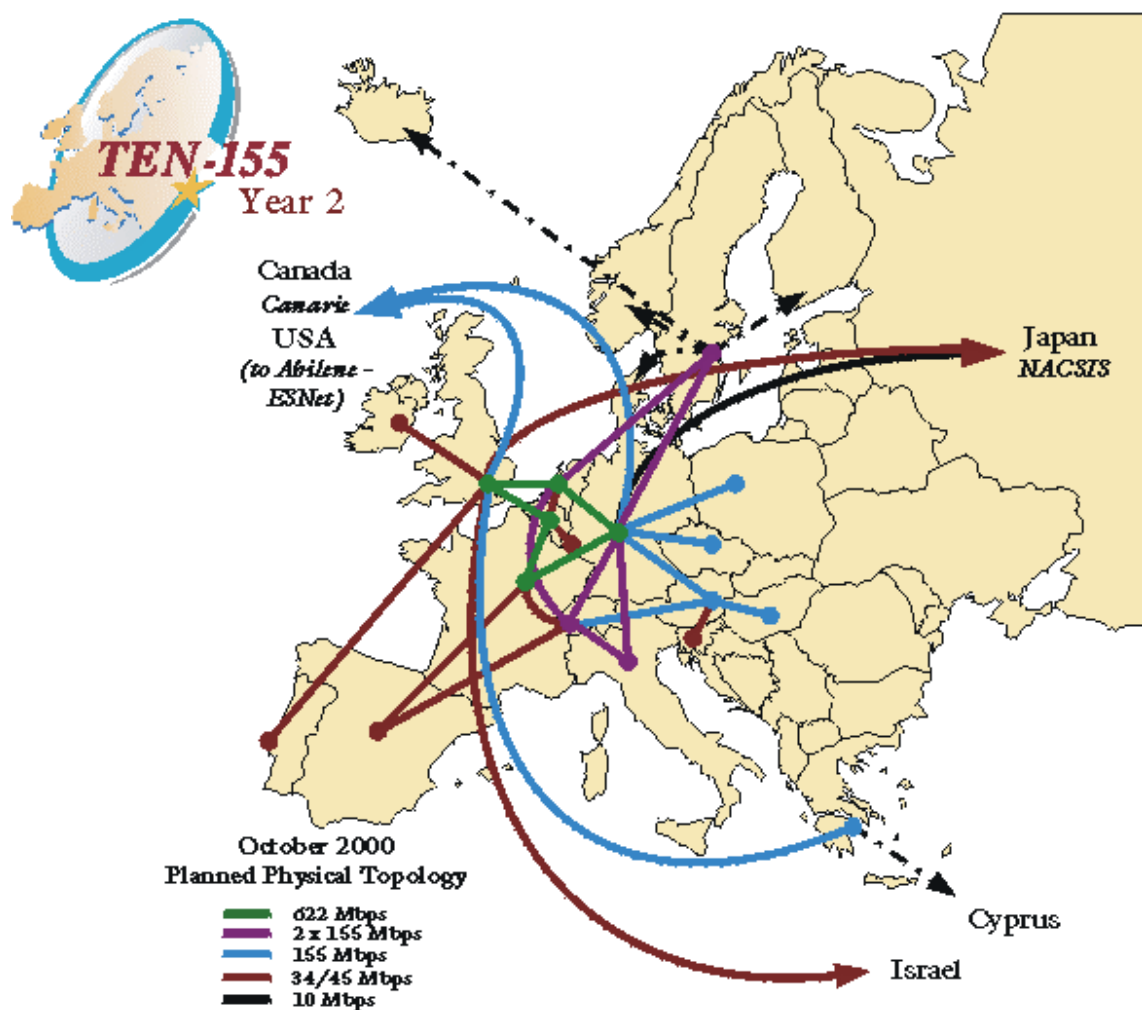 TEN-155
Year 2
Canada
Canarie
USA
(to Abilene -
ESNet)
Japan
NACSIS
October 2000
Planned Physical Topology
622 Mbps
2 x 155 Mbps
155 Mbps
34/45 Mbps
10 Mbps
Cyprus
Israel